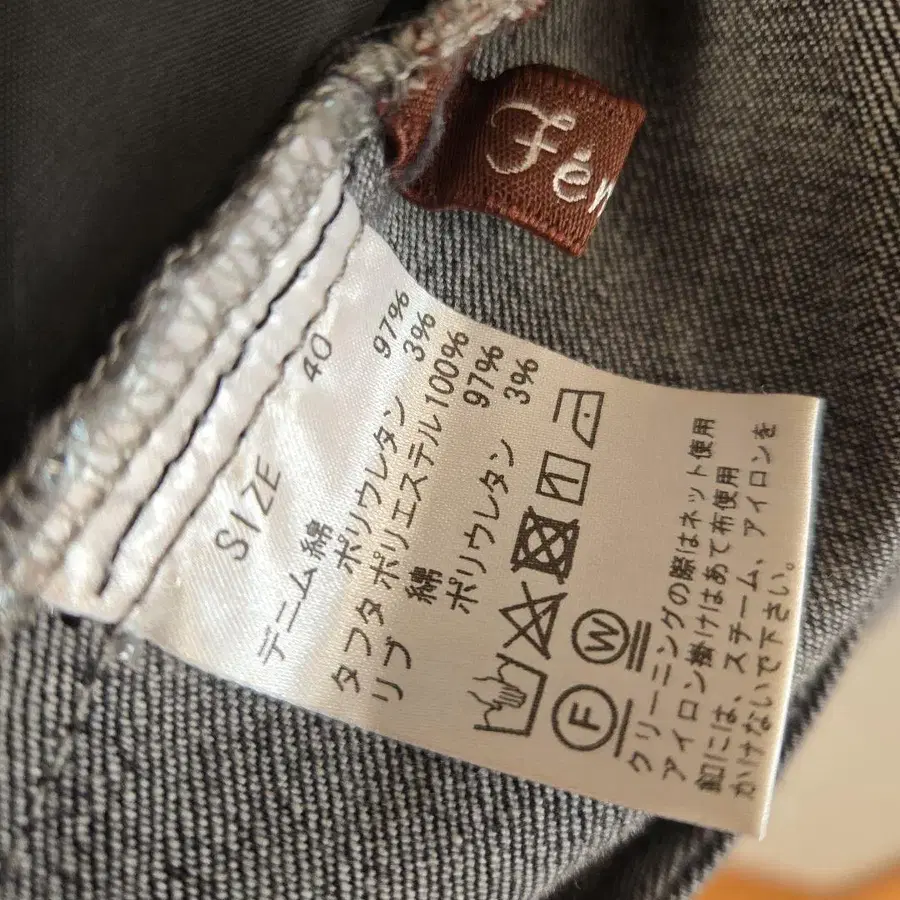 Fém
SIZE 40
デニム 綿 97%
ポリウレタン 3%
タフタ ポリエステル 100%
リブ 綿 97%
ポリウレタン 3%
W
F
クリーニングの際はネット使用
アイロン掛けはあて布使用
釦には、スチーム、アイロンを
かけないで下さい。